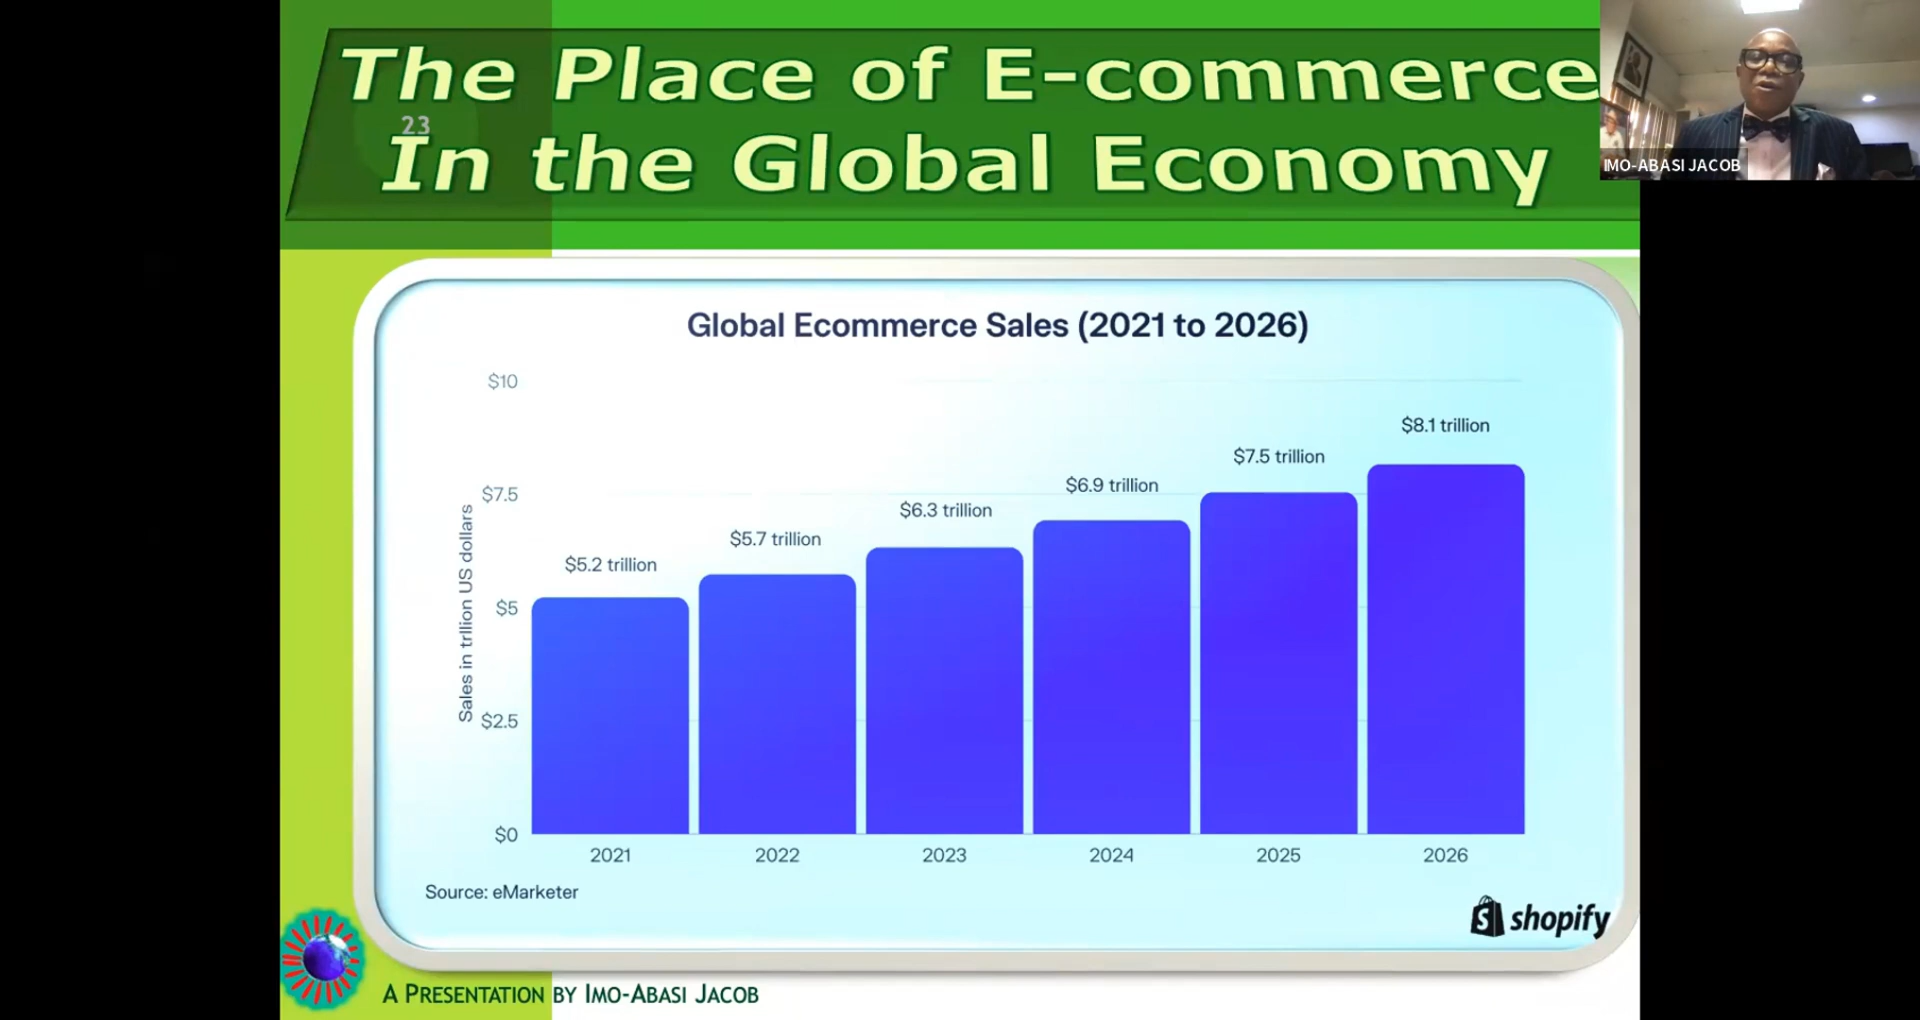 The Place of E-commerce
23
In the Global Economy
IMO-ABASI JACOB
Global Ecommerce Sales (2021 to 2026)
Sales in trllion US dollars
$10
$7.5
$5
$2.5
$0
$5.2 trillion
$5.7 trillion
$6.3 trillion
$6.9 trillion
$7.5 trillion
$8.1 trillion
2021 2022 2023 2024 2025 2026
Source: eMarketer
shopify
A PRESENTATION BY IMO-ABASI JACOB